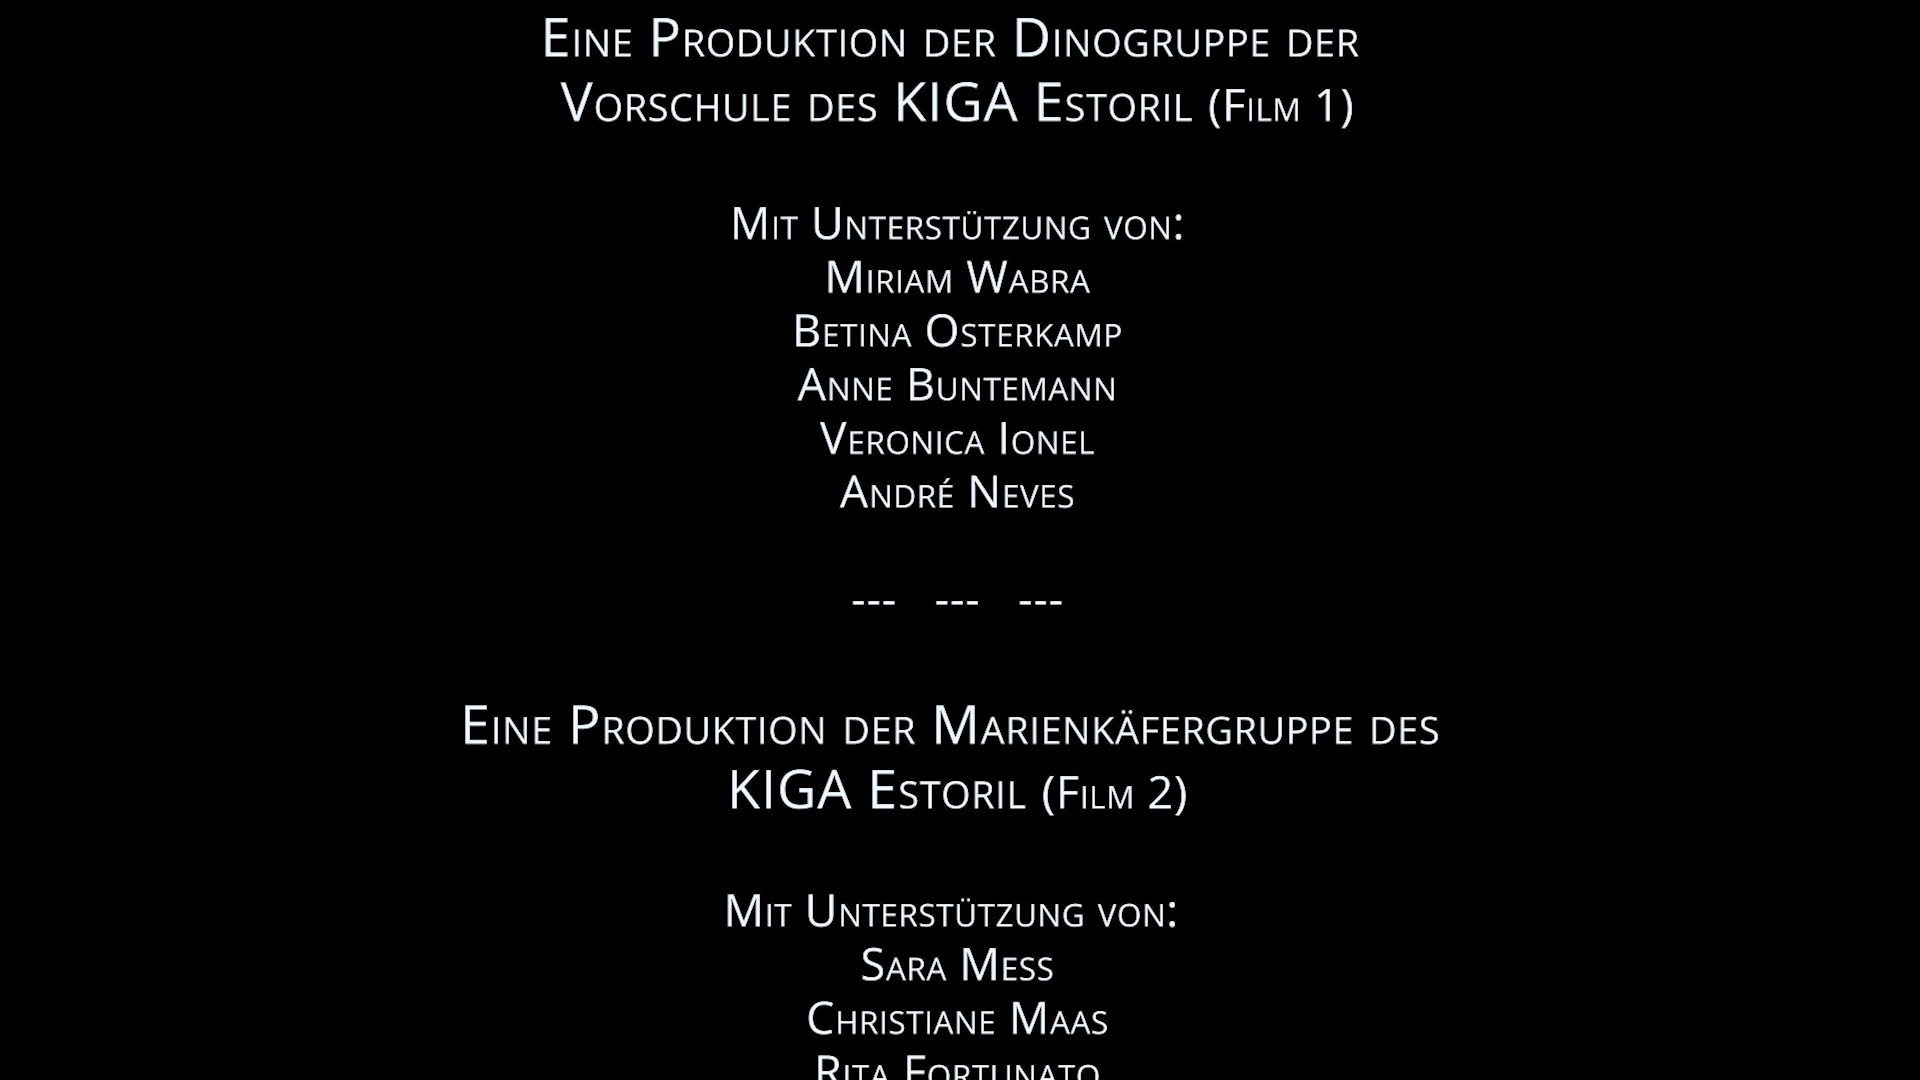 Eine Produktion der Dinogruppe der
Vorschule des KIGA Estoril (Film 1)
Mit Unterstützung von:
Miriam Wabra
Betina Osterkamp
Anne Buntemann
Veronica Ionel
André Neves
--- --- ---
Eine Produktion der Marienkäfergruppe des
KIGA Estoril (Film 2)
Mit Unterstützung von:
Sara Mess
Christiane Maas
Rita Fortunato